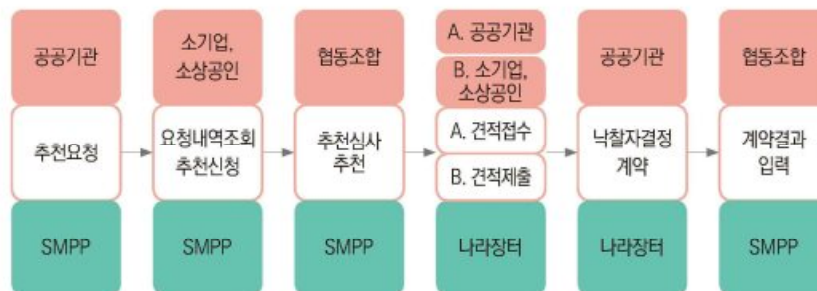 공공기관
추천요청
SMPP
소기업,
소상공인
요청내역조회
추천신청
SMPP
협동조합
추천심사
추천
SMPP
A. 공공기관
B. 소기업,
소상공인
A. 견적접수
B. 견적제출
나라장터
공공기관
낙찰자결정
계약
나라장터
협동조합
계약결과
입력
SMPP